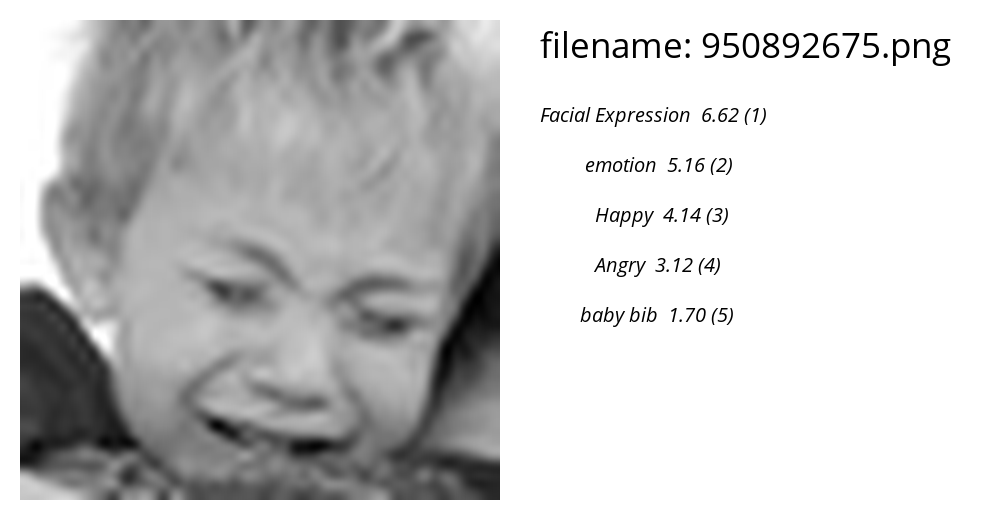 filename: 950892675.png
Facial Expression 6.62 (1)
emotion 5.16 (2)
Happy 4.14 (3)
Angry 3.12 (4)
baby bib 1.70 (5)